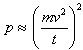 p ≈ (mv²/t)²